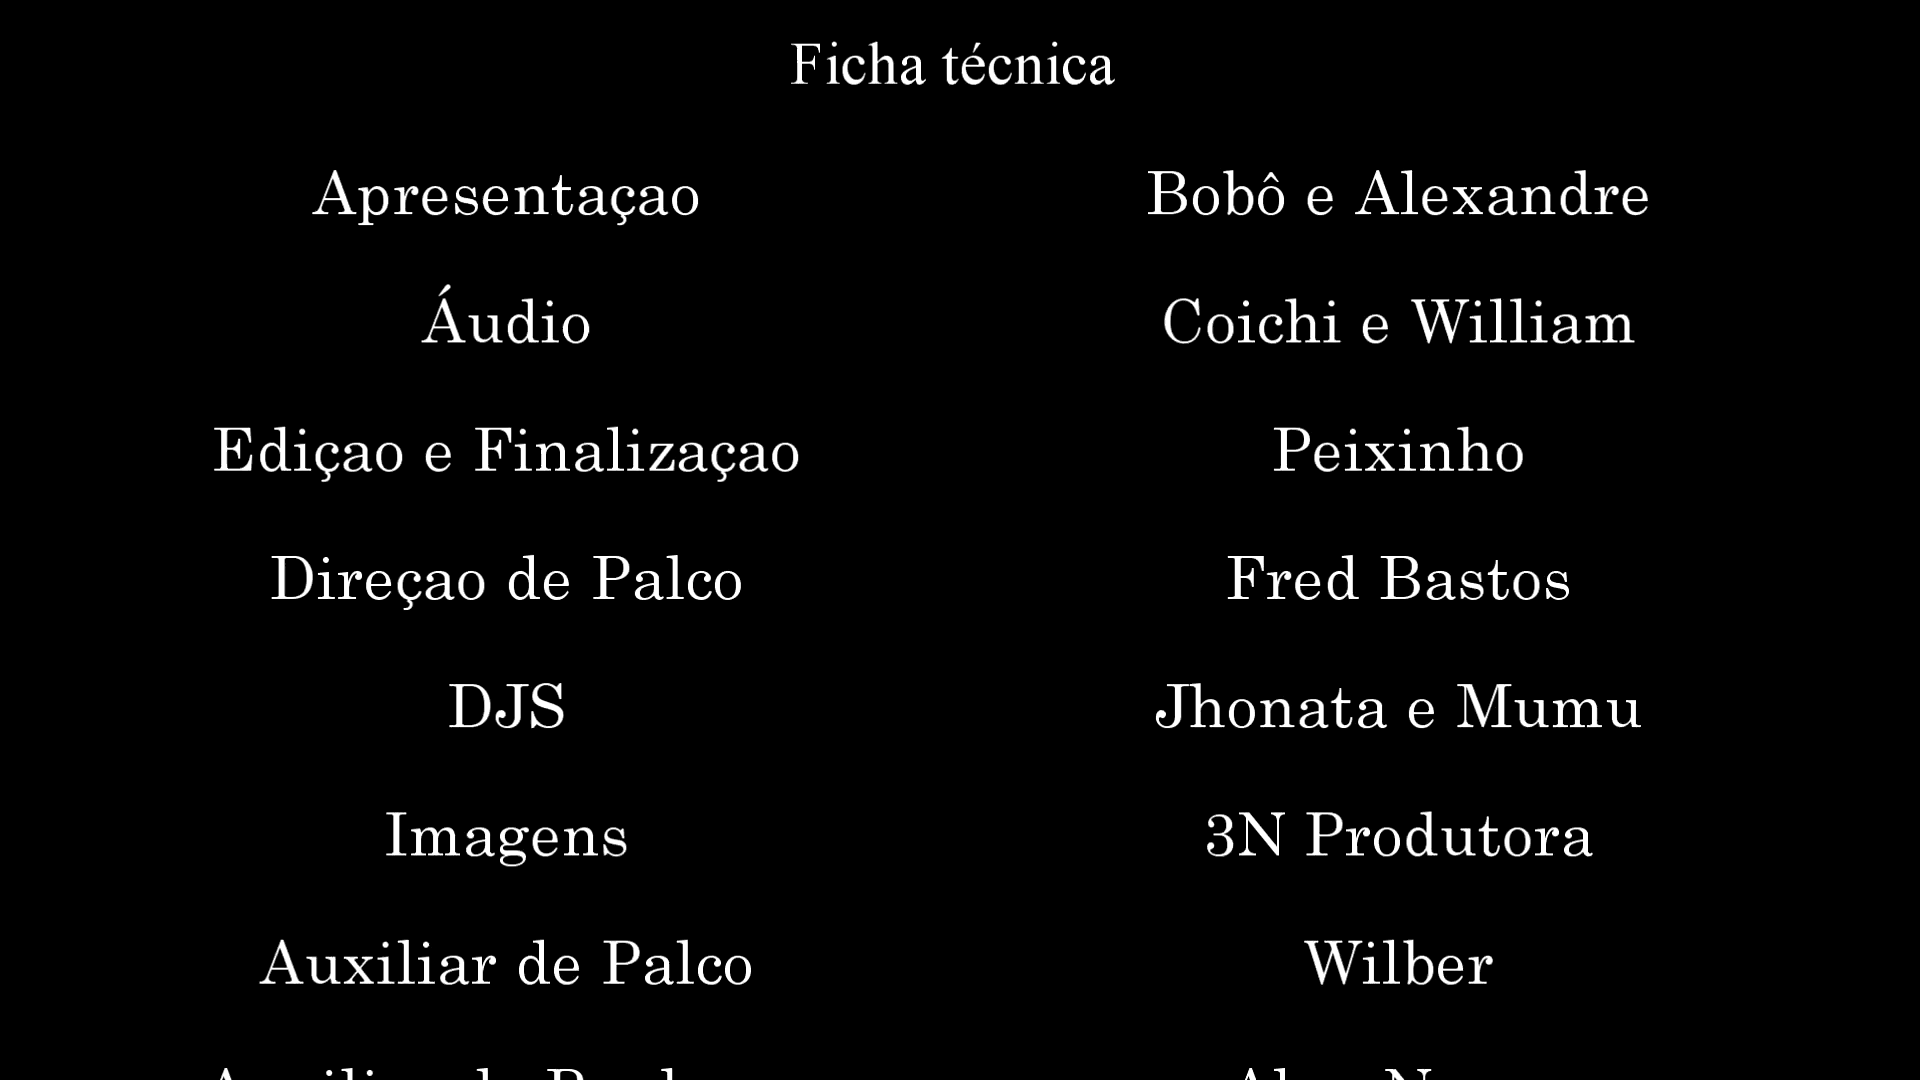 Ficha técnica
Apresentaçao Bobô e Alexandre
Áudio Coichi e William
Ediçao e Finalizaçao Peixinho
Direçao de Palco Fred Bastos
DJS Jhonata e Mumu
Imagens 3N Produtora
Auxiliar de Palco Wilber